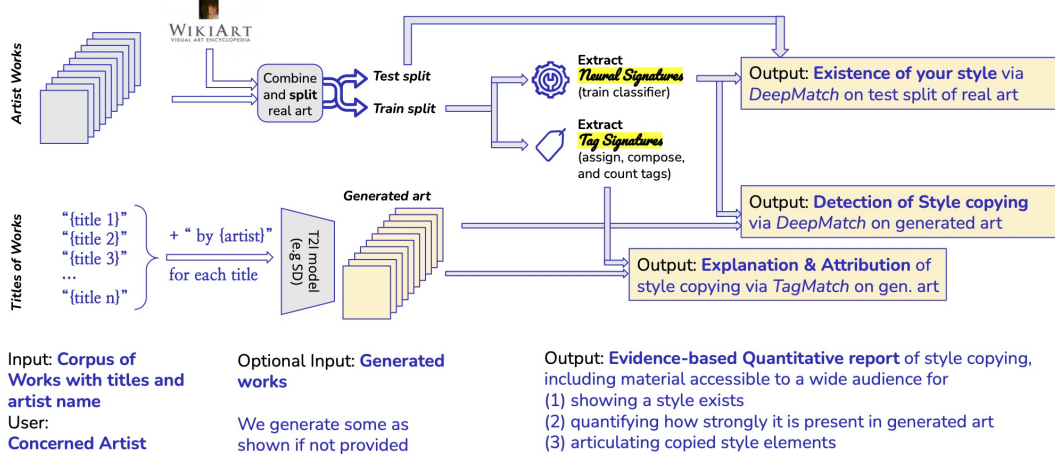 WIKIART
VISUAL ART ENCYCLOPEDIA
Artist Works
Combine
and split
real art
Test split
Train split
Extract
Neural Signatures
(train classifier)
Extract
Tag Signatures
(assign, compose,
and count tags)
Output: Existence of your style via
DeepMatch on test split of real art
Output: Detection of Style copying
via DeepMatch on generated art
Output: Explanation & Attribution of
style copying via TagMatch on gen. art
Titles of Works
“{title 1}”
“{title 2}”
“{title 3}”
...
“{title n}”
+ “ by {artist}”
for each title
T2I model
(e.g SD)
Generated art
Input: Corpus of
Works with titles and
artist name
User:
Concerned Artist
Optional Input: Generated
works
We generate some as
shown if not provided
Output: Evidence-based Quantitative report of style copying,
including material accessible to a wide audience for
(1) showing a style exists
(2) quantifying how strongly it is present in generated art
(3) articulating copied style elements